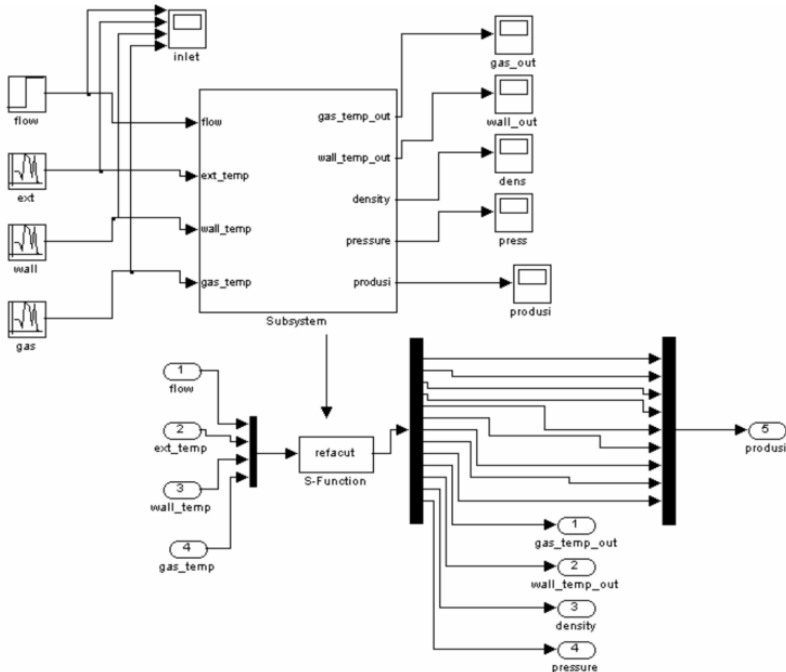 inlet
flow
ext
wall
gas
flow
ext_temp
wall_temp
gas_temp
gas_temp_out
wall_temp_out
density
pressure
produsi
Subsystem
gas_out
wall_out
dens
press
produsi
1
flow
2
ext_temp
3
wall_temp
4
gas_temp
refacut
S-Function
5
produsi
1
gas_temp_out
2
wall_temp_out
3
density
4
pressure